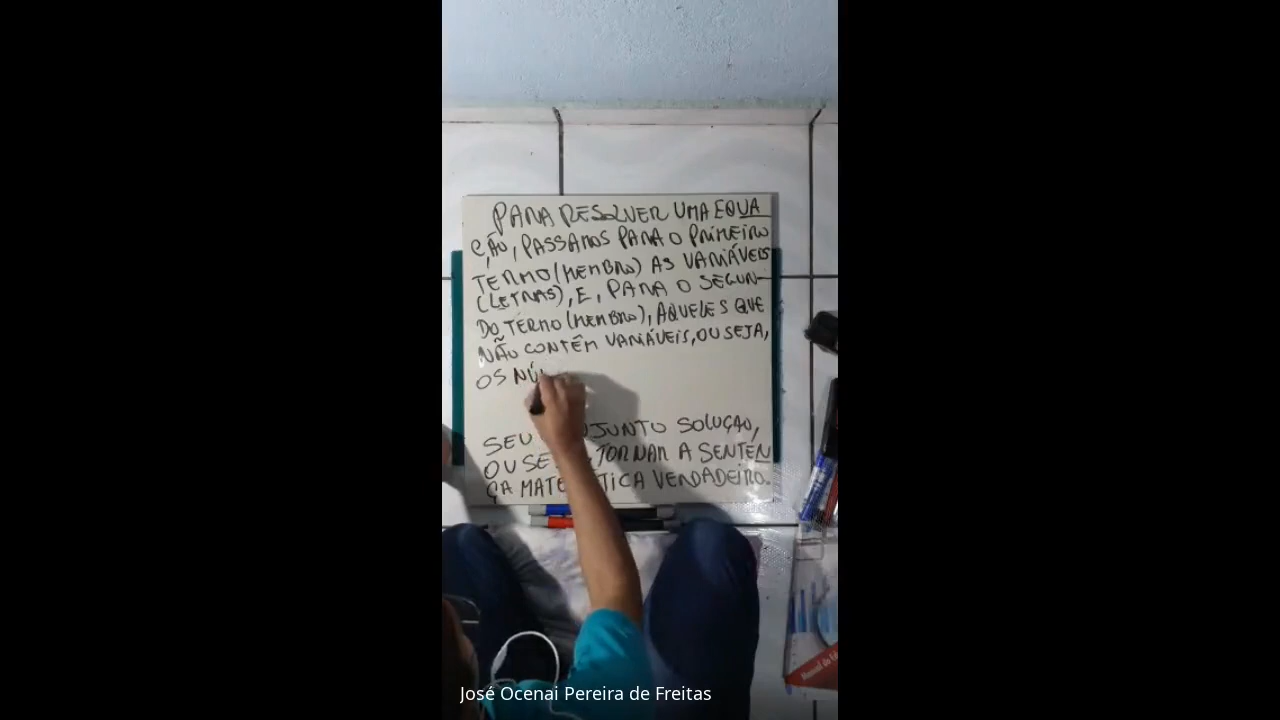 PARA RESOLVER UMA EQUA
ÇÃO, PASSAMOS PARA O PRIMEIRO
TERMO (MEMBRO) AS VARIÁVEIS
(LETRAS), E, PARA O SEGUN-
DO TERMO (MEMBRO), AQUELES QUE
NÃO CONTÊM VARIÁVEIS, OU SEJA,
OS NÚ
SEU JUNTO SOLUÇÃO,
OU SE TORNAR A SENTEN
ÇA MATE TICA VERDADEIRO.
Manual do
José Ocenai Pereira de Freitas